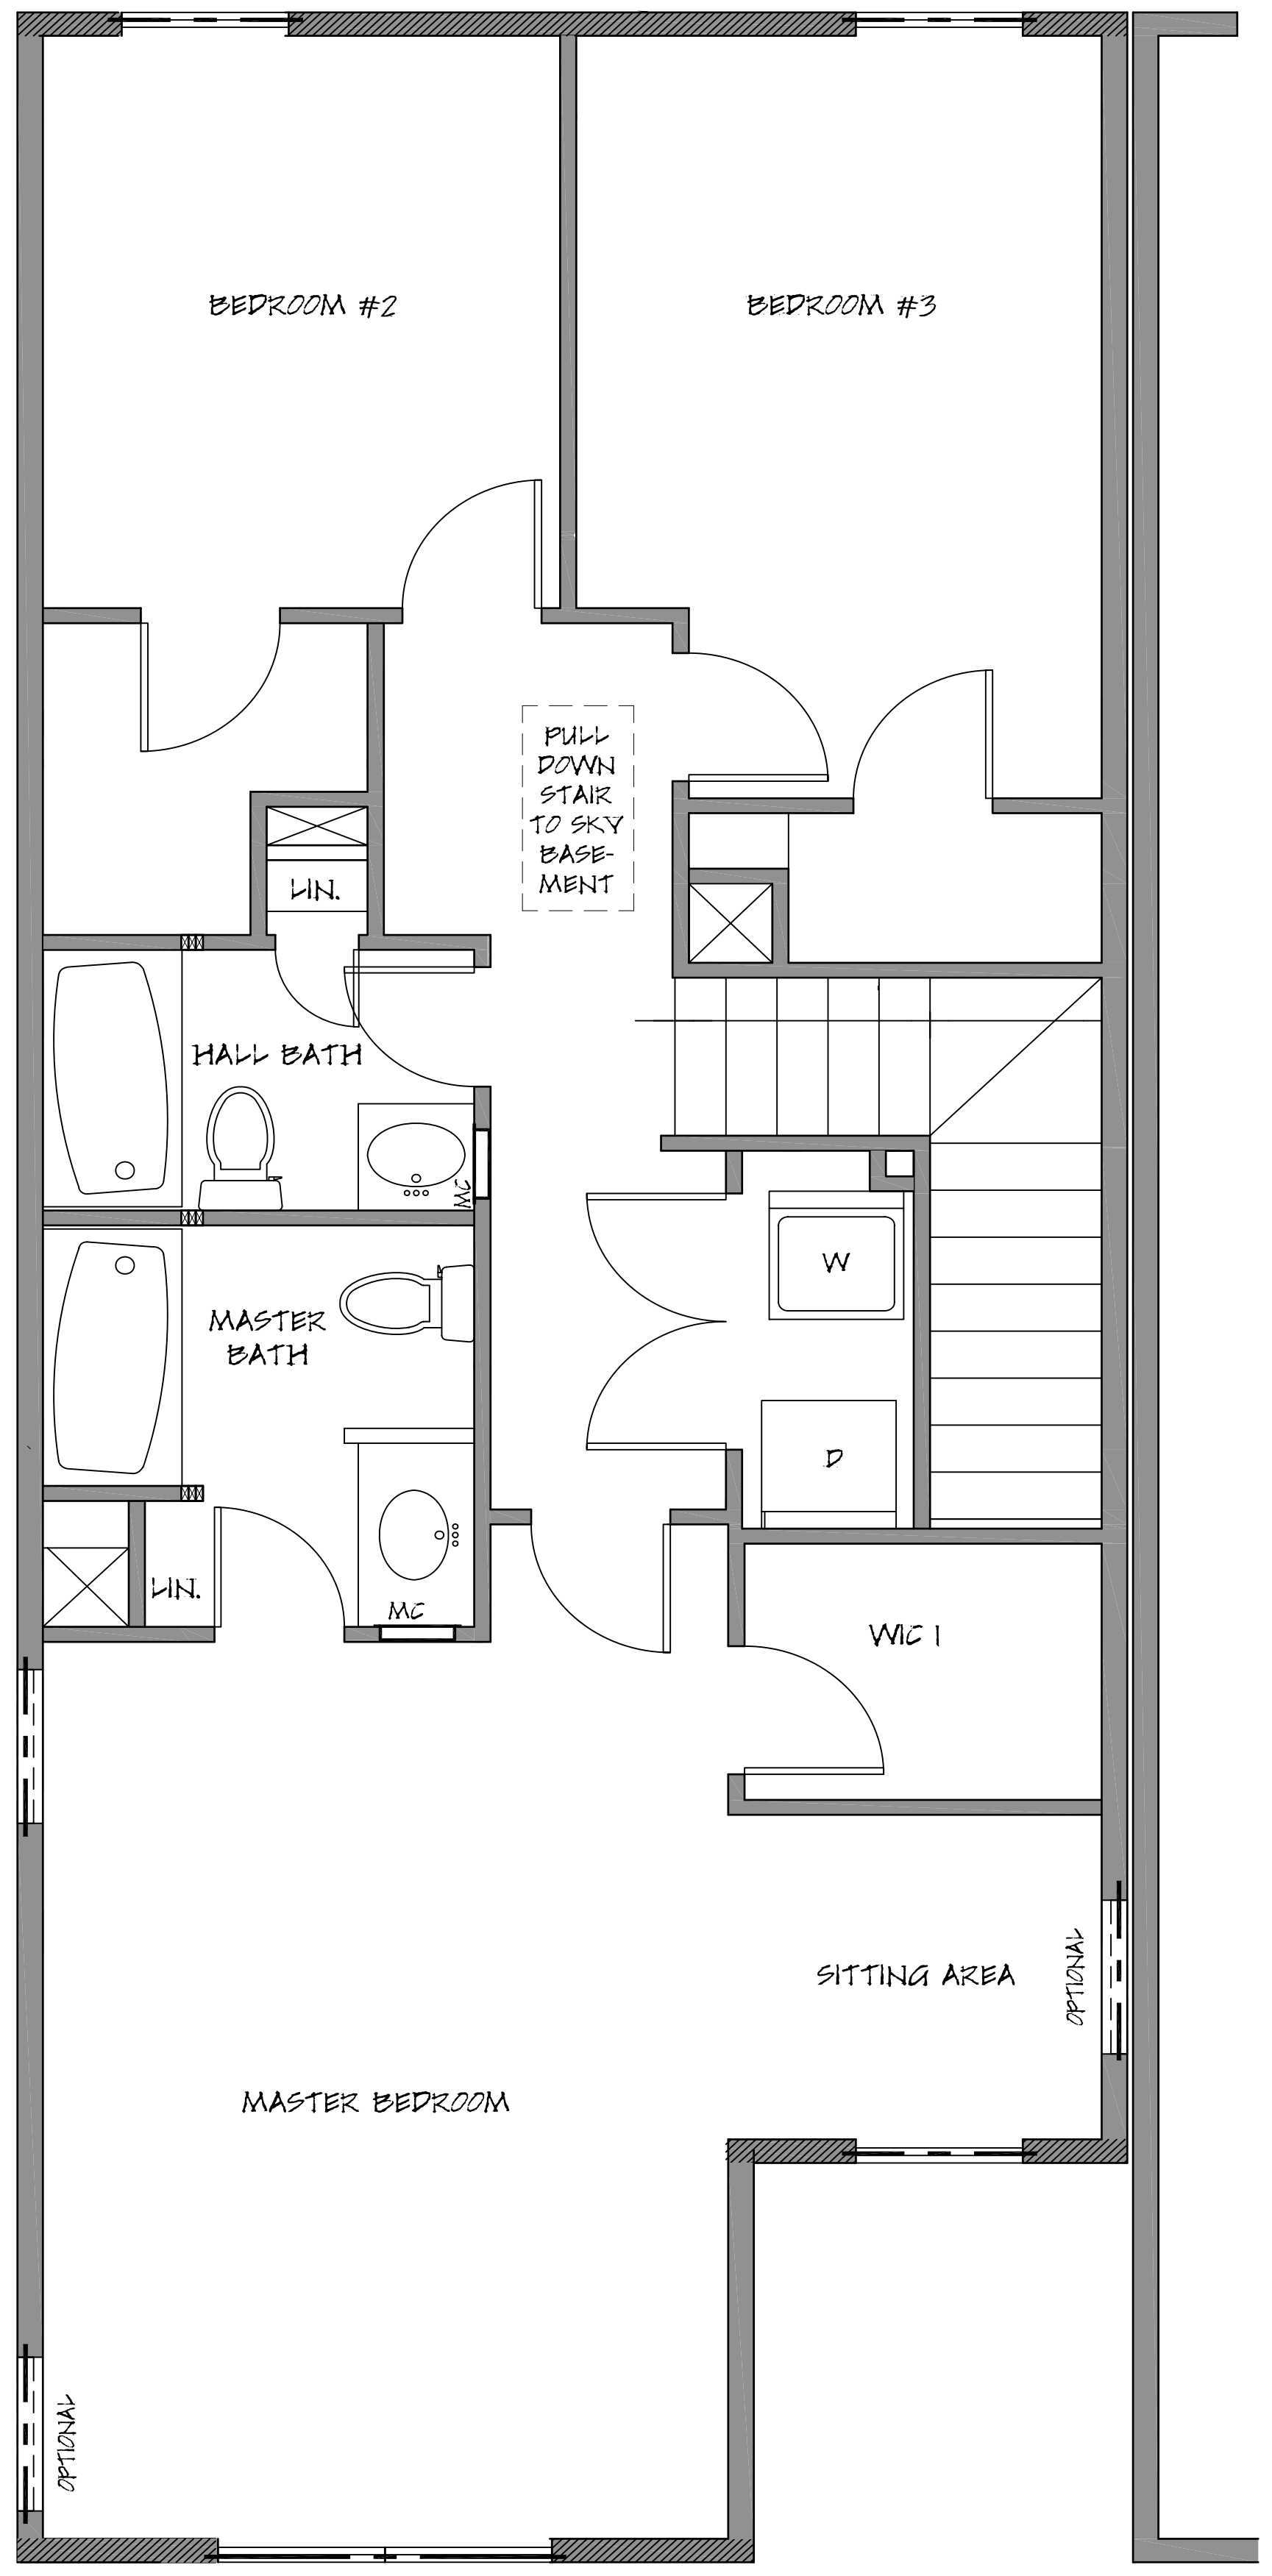 BEDROOM #2
BEDROOM #3
PULL
DOWN
STAIR
TO SKY
BASE-
MENT
LIN.
HALL BATH
MC
W
MASTER
BATH
D
LIN.
MC
WIC 1
OPTIONAL
SITTING AREA
MASTER BEDROOM
OPTIONAL